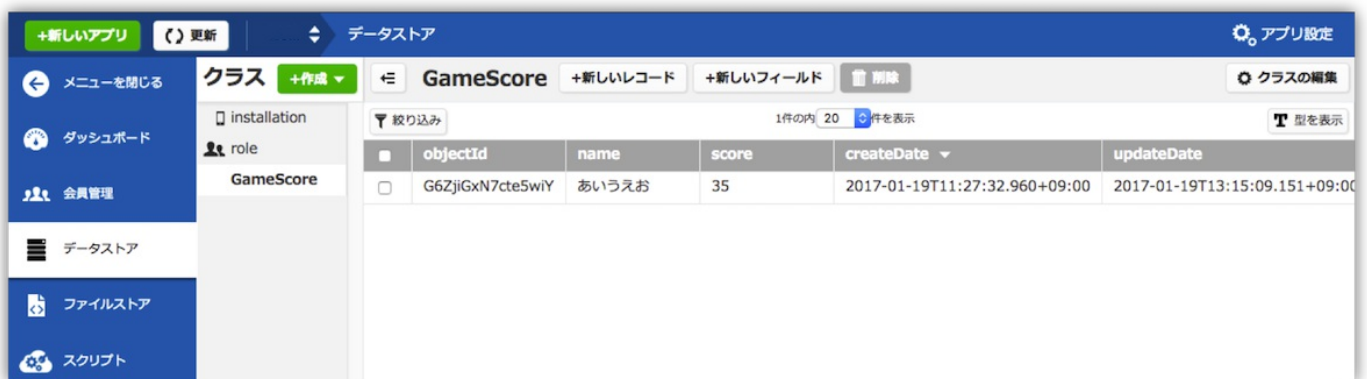 +新しいアプリ 更新 データストア アプリ設定
メニューを閉じる クラス +作成 GameScore +新しいレコード +新しいフィールド 削除 クラスの編集
installation 絞り込み 1件の内 20 件を表示 T 型を表示
ダッシュボード role objectId name score createDate updateDate
会員管理 GameScore G6ZjiGxN7cte5wiY あいうえお 35 2017-01-19T11:27:32.960+09:00 2017-01-19T13:15:09.151+09:00
データストア
ファイルストア
スクリプト